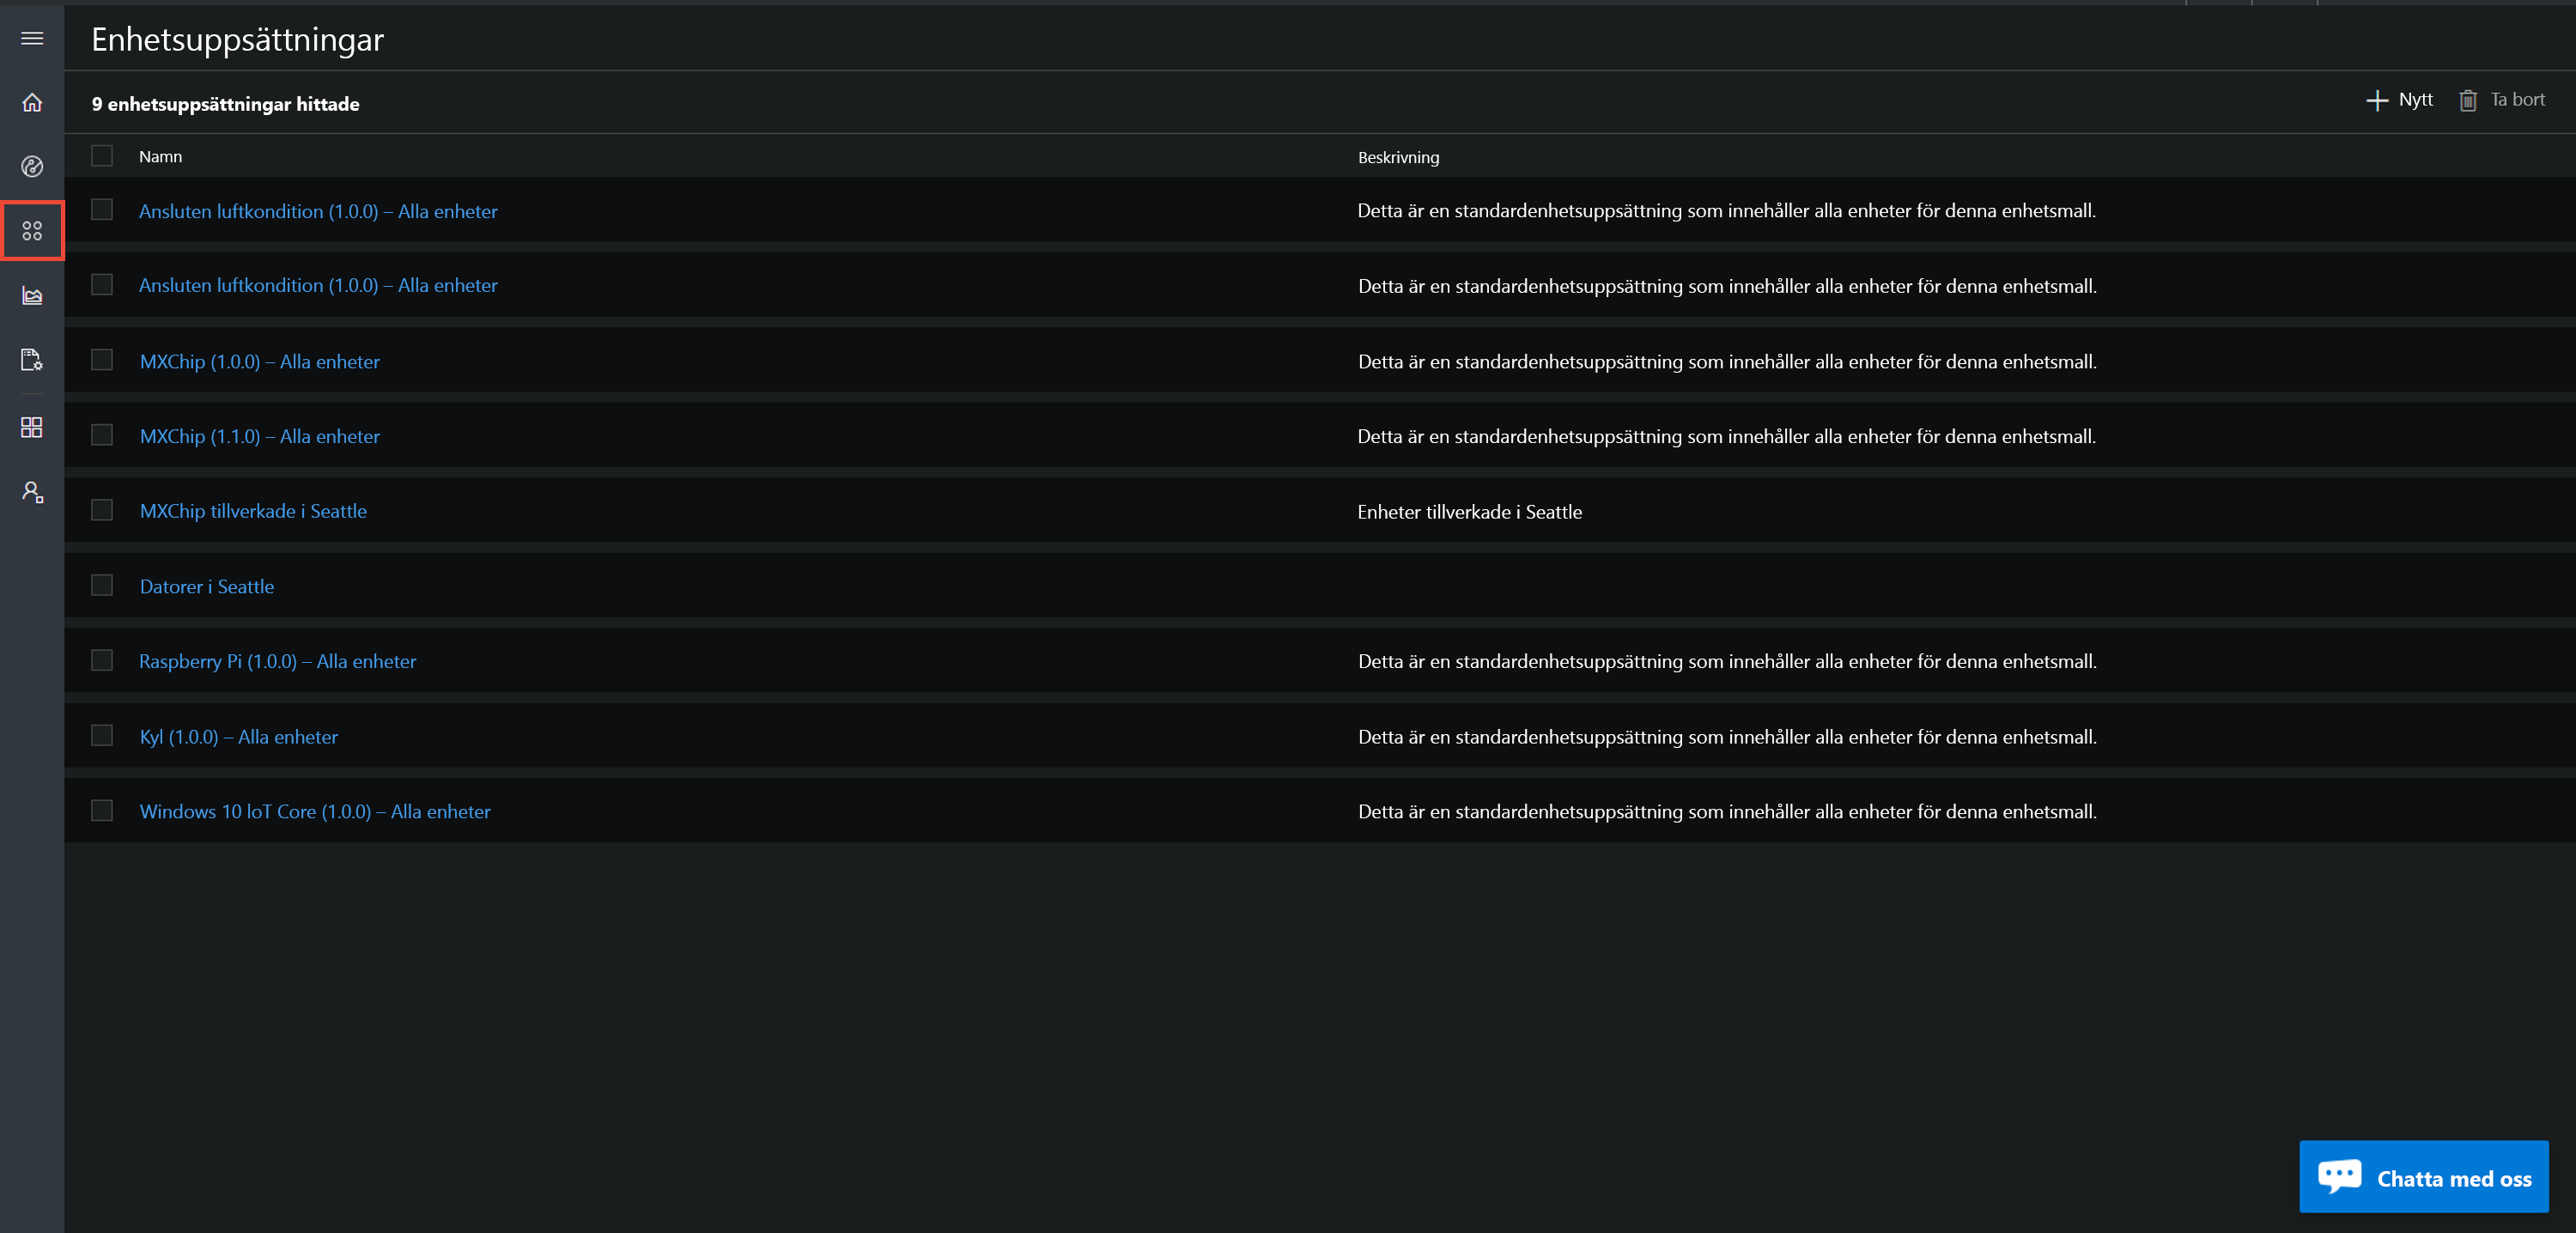 Enhetsuppsättningar
9 enhetsuppsättningar hittade
Nytt
Ta bort
Namn
Beskrivning
Ansluten luftkondition (1.0.0) – Alla enheter
Detta är en standardenhetsuppsättning som innehåller alla enheter för denna enhetsmall.
Ansluten luftkondition (1.0.0) – Alla enheter
Detta är en standardenhetsuppsättning som innehåller alla enheter för denna enhetsmall.
MXChip (1.0.0) – Alla enheter
Detta är en standardenhetsuppsättning som innehåller alla enheter för denna enhetsmall.
MXChip (1.1.0) – Alla enheter
Detta är en standardenhetsuppsättning som innehåller alla enheter för denna enhetsmall.
MXChip tillverkade i Seattle
Enheter tillverkade i Seattle
Datorer i Seattle
Raspberry Pi (1.0.0) – Alla enheter
Detta är en standardenhetsuppsättning som innehåller alla enheter för denna enhetsmall.
Kyl (1.0.0) – Alla enheter
Detta är en standardenhetsuppsättning som innehåller alla enheter för denna enhetsmall.
Windows 10 loT Core (1.0.0) – Alla enheter
Detta är en standardenhetsuppsättning som innehåller alla enheter för denna enhetsmall.
Chatta med oss